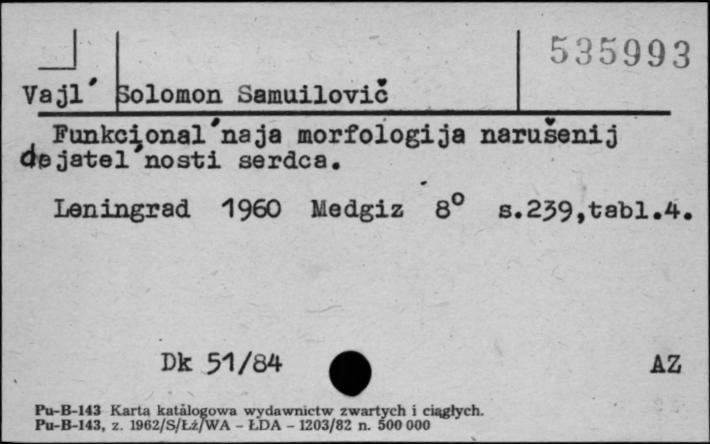 535993
Vajl′ Solomon Samuilovič
Funkcional′naja morfologija narušenij
dejatel′nosti serdca.
Leningrad 1960 Medgiz 8° s.239,tabl.4.
Dk 51/84 AZ
Pu-B-143 Karta katalogowa wydawnictw zwartych i ciągłych.
Pu-B-143, z. 1962/S/Łż/WA - ŁDA - 1203/82 n. 500 000